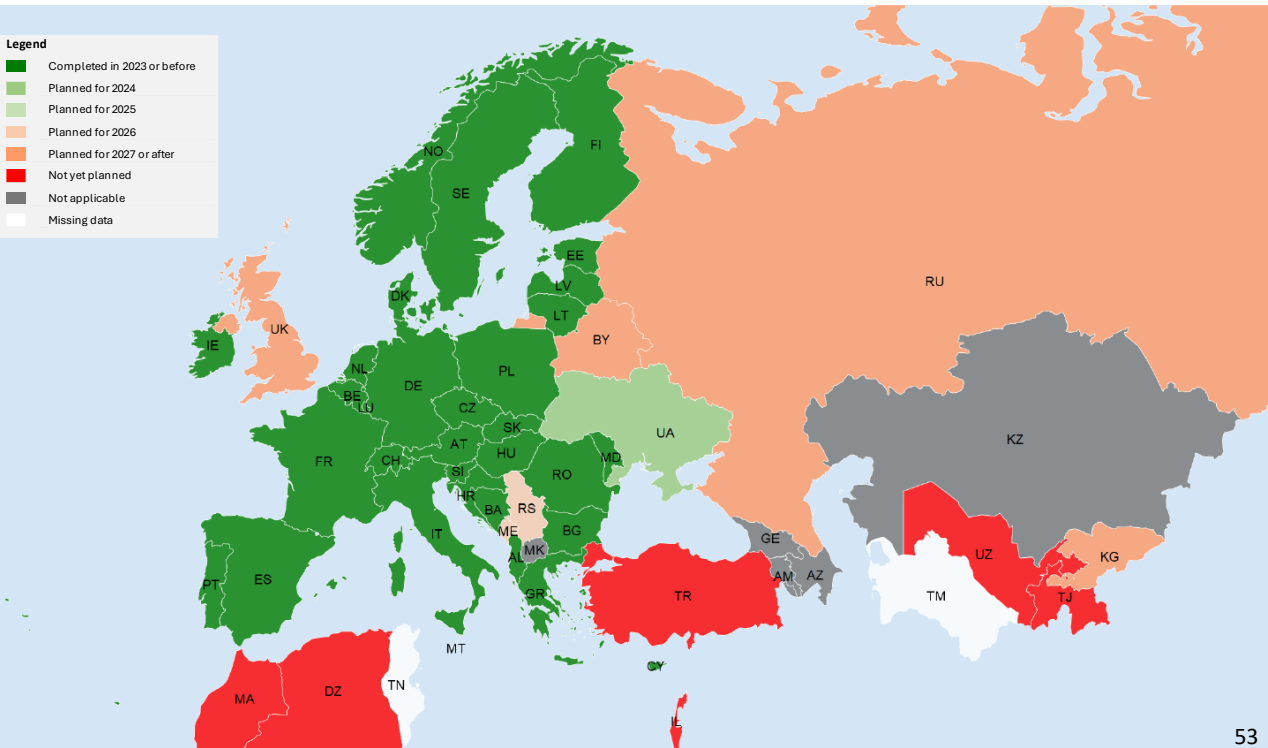 Legend
Completed in 2023 or before
Planned for 2024
Planned for 2025
Planned for 2026
Planned for 2027 or after
Not yet planned
Not applicable
Missing data
NO
FI
SE
EE
LV
DK
LT
RU
UK
IE
BY
NL
DE
PL
BE
LU
CZ
SK
UA
KZ
AT
HU
FR
CH
MD
SI
RO
HR
BA
RS
IT
ME
BG
GE
MK
AL
UZ
KG
PT
ES
AM
AZ
GR
TR
TM
TJ
MT
CY
MA
DZ
TN
IL
53